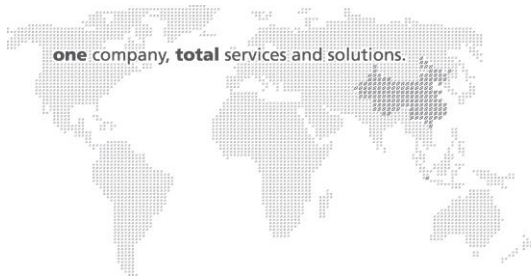 one company, total services and solutions.